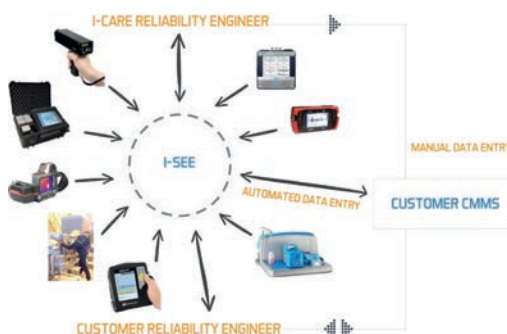 I-CARE RELIABILITY ENGINEER
I-SEE
MANUAL DATA ENTRY
AUTOMATED DATA ENTRY
CUSTOMER CMMS
CUSTOMER RELIABILITY ENGINEER